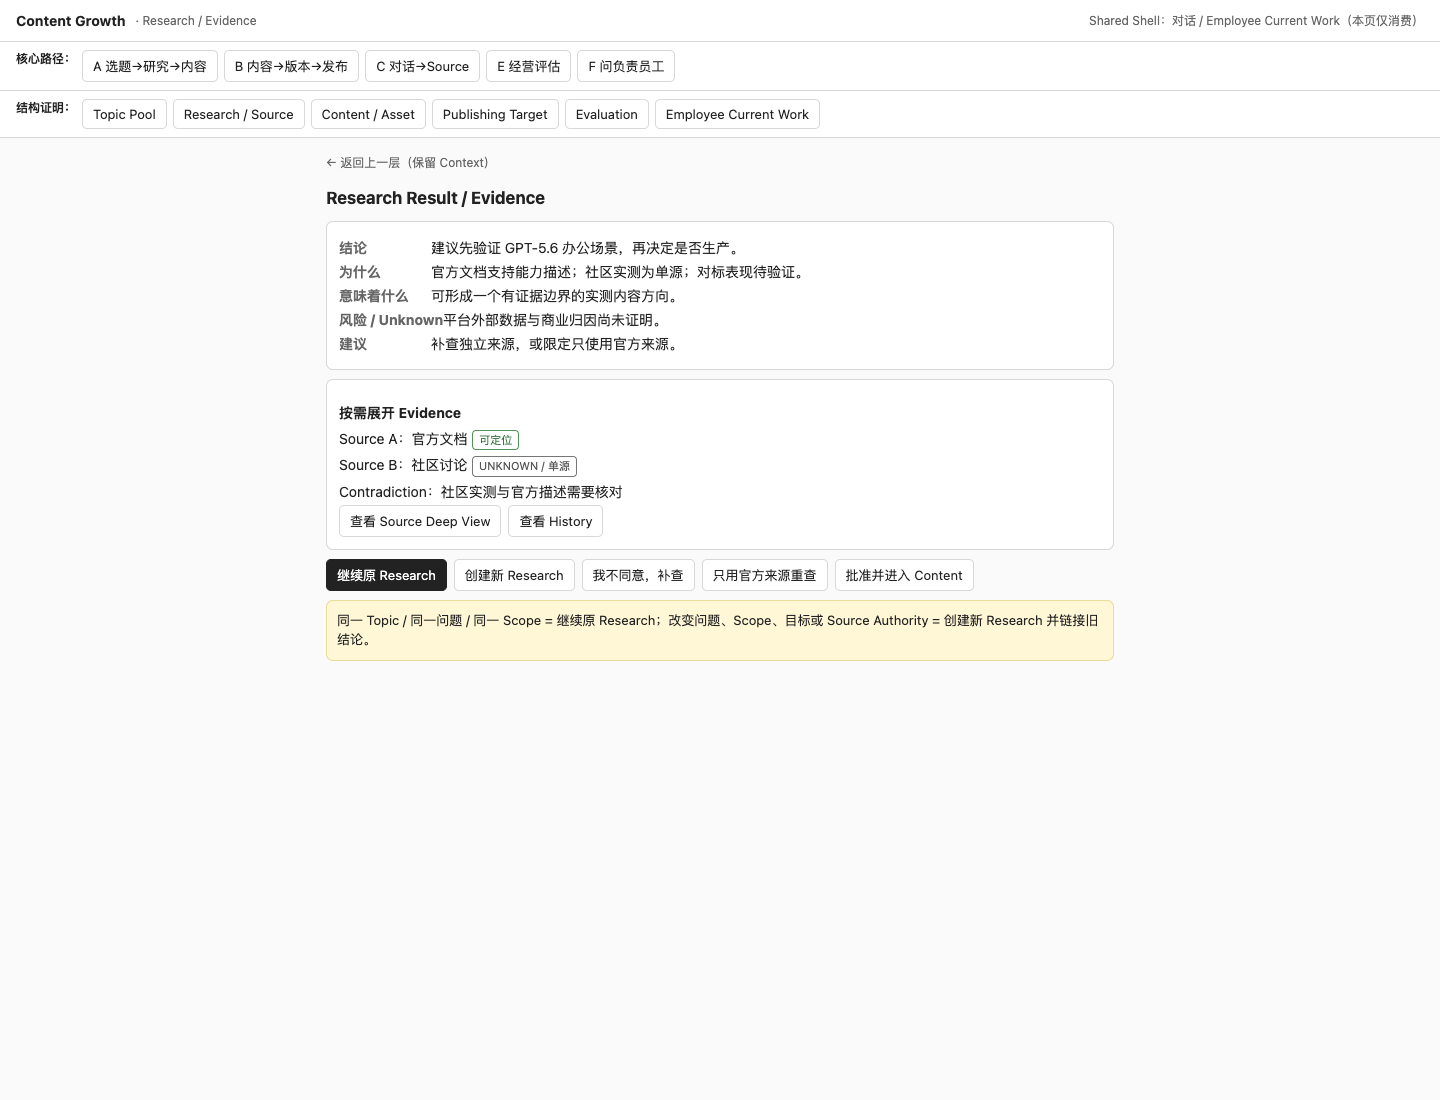 Content Growth · Research / Evidence
Shared Shell：对话 / Employee Current Work（本页仅消费）
核心路径： A 选题→研究→内容 B 内容→版本→发布 C 对话→Source E 经营评估 F 问负责员工
结构证明： Topic Pool Research / Source Content / Asset Publishing Target Evaluation Employee Current Work
← 返回上一层（保留 Context）
Research Result / Evidence
结论 建议先验证 GPT-5.6 办公场景，再决定是否生产。
为什么 官方文档支持能力描述；社区实测为单源；对标表现待验证。
意味着什么 可形成一个有证据边界的实测内容方向。
风险 / Unknown平台外部数据与商业归因尚未证明。
建议 补查独立来源，或限定只使用官方来源。
按需展开 Evidence
Source A：官方文档 可定位
Source B：社区讨论 UNKNOWN / 单源
Contradiction：社区实测与官方描述需要核对
查看 Source Deep View 查看 History
继续原 Research 创建新 Research 我不同意，补查 只用官方来源重查 批准并进入 Content
同一 Topic / 同一问题 / 同一 Scope = 继续原 Research；改变问题、Scope、目标或 Source Authority = 创建新 Research 并链接旧
结论。